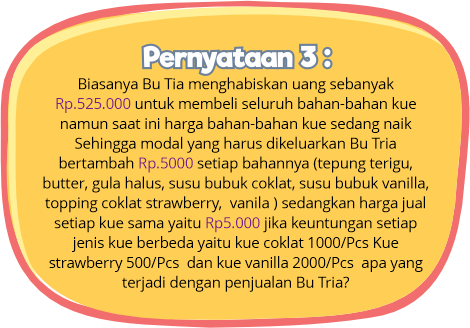 Pernyataan 3 :
Biasanya Bu Tia menghabiskan uang sebanyak
Rp.525.000 untuk membeli seluruh bahan-bahan kue
namun saat ini harga bahan-bahan kue sedang naik
Sehingga modal yang harus dikeluarkan Bu Tria
bertambah Rp.5000 setiap bahannya (tepung terigu,
butter, gula halus, susu bubuk coklat, susu bubuk vanilla,
topping coklat strawberry,  vanila ) sedangkan harga jual
setiap kue sama yaitu Rp5.000 jika keuntungan setiap
jenis kue berbeda yaitu kue coklat 1000/Pcs Kue
strawberry 500/Pcs  dan kue vanilla 2000/Pcs  apa yang
terjadi dengan penjualan Bu Tria?